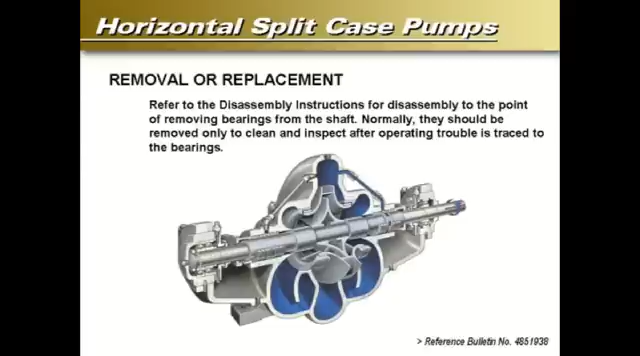 Horizontal Split Case Pumps
REMOVAL OR REPLACEMENT
Refer to the Disassembly Instructions for disassembly to the point
of removing bearings from the shaft. Normally, they should be
removed only to clean and inspect after operating trouble is traced to
the bearings.
> Reference Bulletin No. 4851938